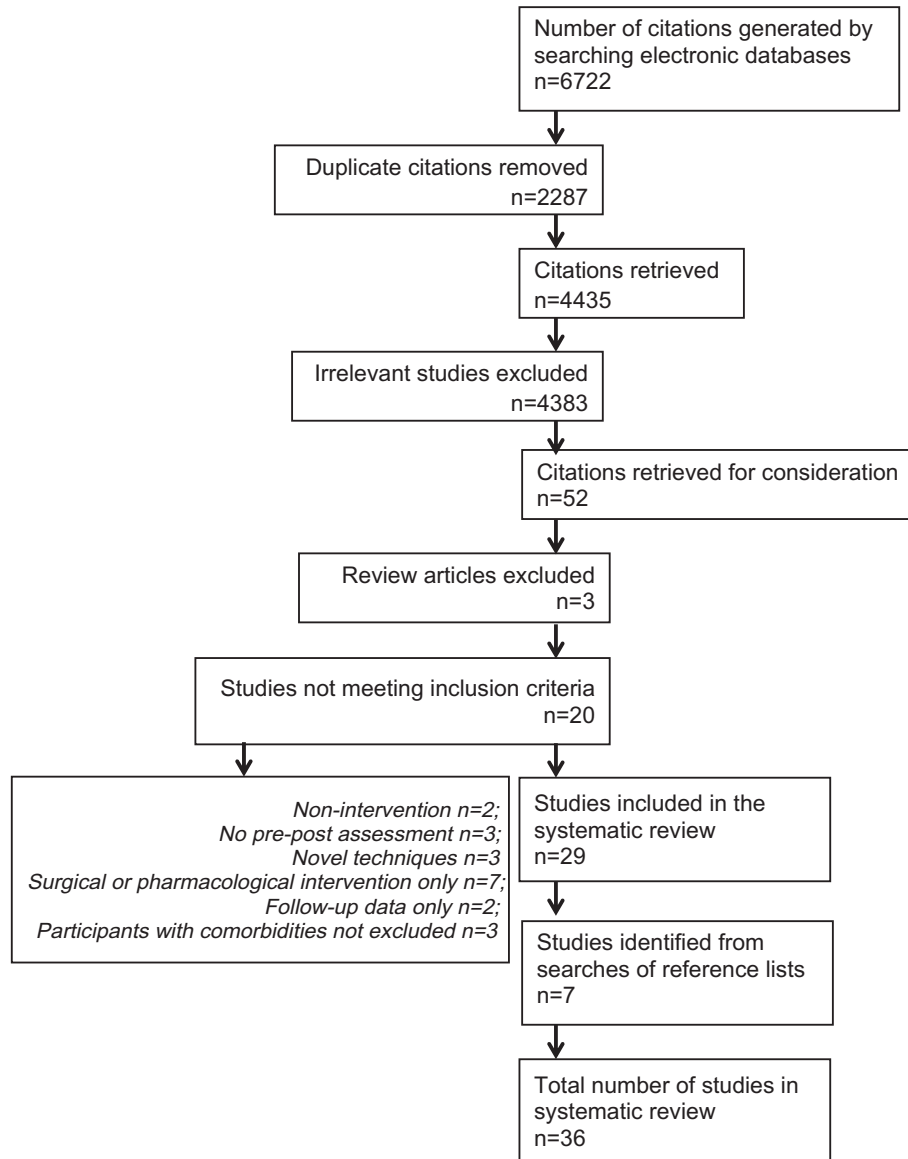 Number of citations generated by
searching electronic databases
n=6722
Duplicate citations removed
n=2287
Citations retrieved
n=4435
Irrelevant studies excluded
n=4383
Citations retrieved for consideration
n=52
Review articles excluded
n=3
Studies not meeting inclusion criteria
n=20
Non-intervention n=2;
No pre-post assessment n=3;
Novel techniques n=3
Surgical or pharmacological intervention only n=7;
Follow-up data only n=2;
Participants with comorbidities not excluded n=3
Studies included in the
systematic review
n=29
Studies identified from
searches of reference lists
n=7
Total number of studies in
systematic review
n=36